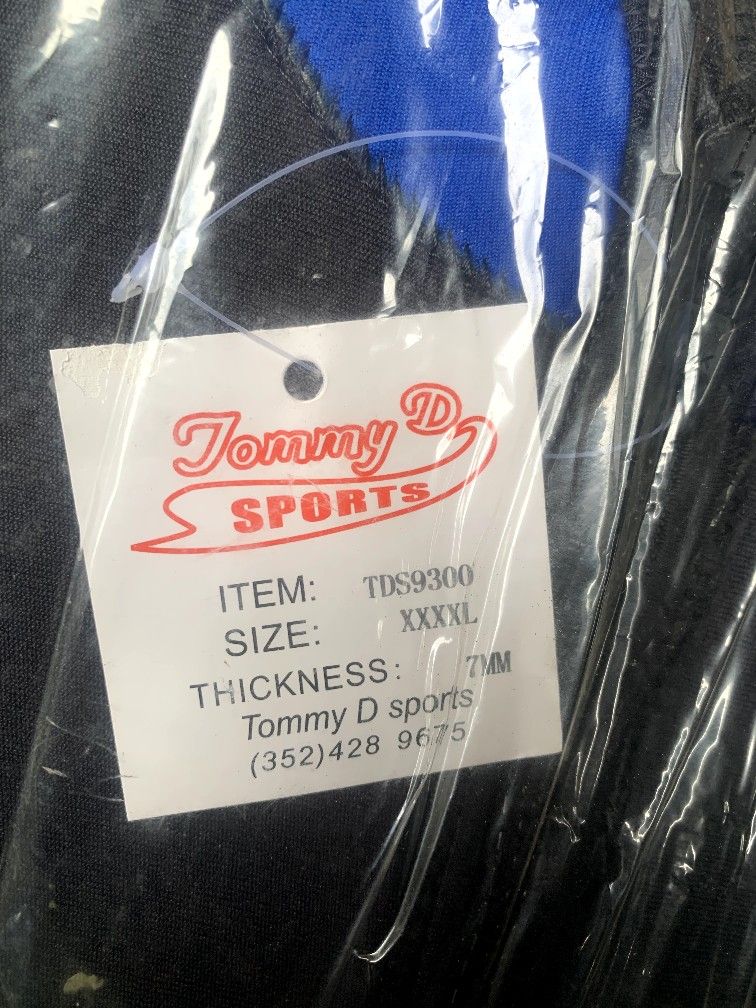 Tommy D
SPORTS
ITEM: TDS9300
SIZE: XXXXL
THICKNESS: 7MM
Tommy D sports
(352)428 9675